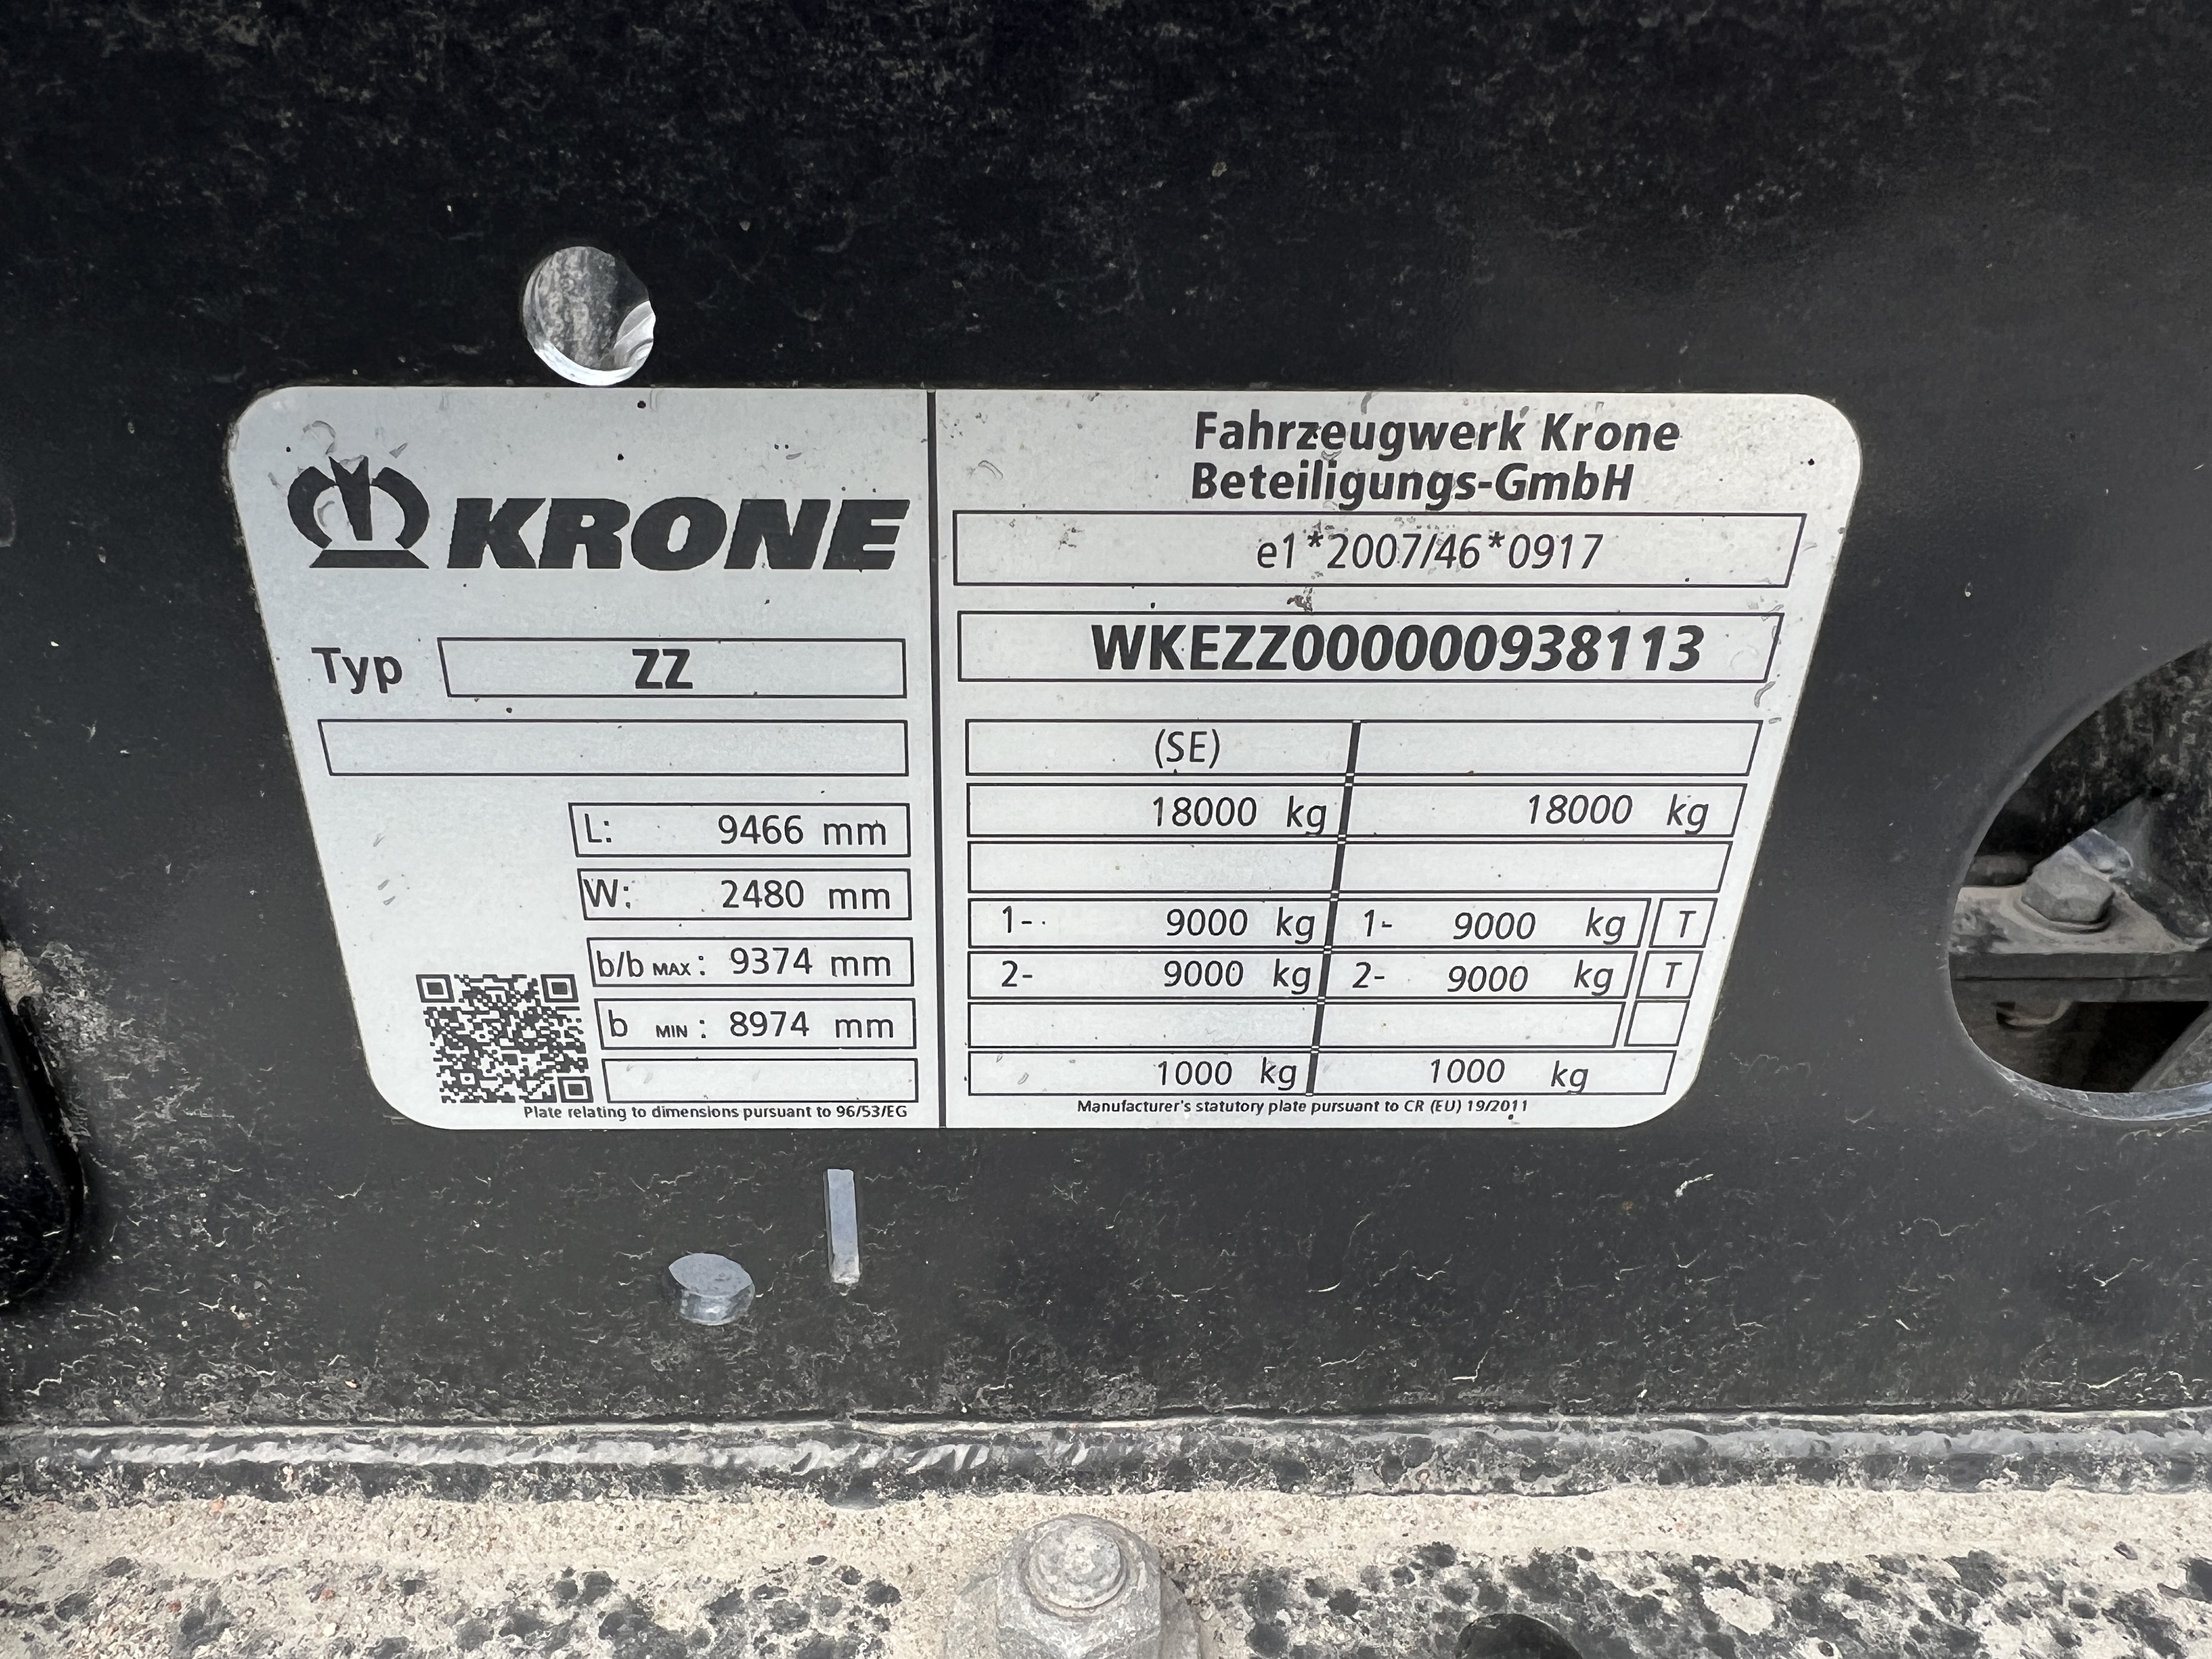 KRONE
Typ ZZ
L: 9466 mm
W: 2480 mm
b/b MAX: 9374 mm
b MIN: 8974 mm
Plate relating to dimensions pursuant to 96/53/EG
Fahrzeugwerk Krone
Beteiligungs-GmbH
e1*2007/46*0917
WKEZZ000000938113
(SE)
18000 kg 18000 kg
1- 9000 kg 1- 9000 kg T
2- 9000 kg 2- 9000 kg T
1000 kg 1000 kg
Manufacturer's statutory plate pursuant to CR (EU) 19/2011